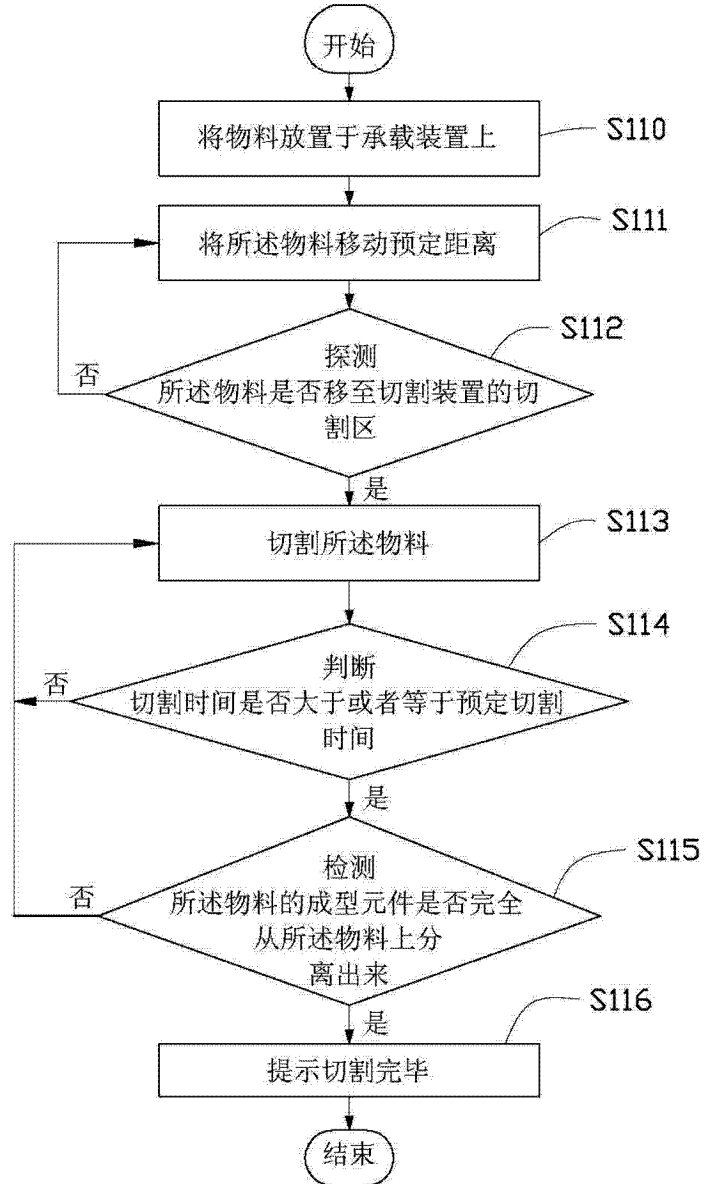 开始
将物料放置于承载装置上
S110
将所述物料移动预定距离
S111
探测
所述物料是否移至切割装置的切
割区
S112
否
是
切割所述物料
S113
判断
切割时间是否大于或者等于预定切割
时间
S114
否
是
检测
所述物料的成型元件是否完全
从所述物料上分
离出来
S115
否
是
提示切割完毕
S116
结束